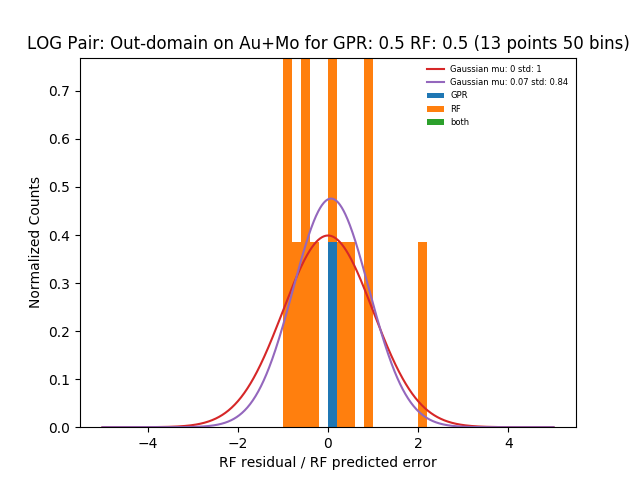 LOG Pair: Out-domain on Au+Mo for GPR: 0.5 RF: 0.5 (13 points 50 bins)
Gaussian mu: 0 std: 1
Gaussian mu: 0.07 std: 0.84
GPR
RF
both
Normalized Counts
0.7
0.6
0.5
0.4
0.3
0.2
0.1
0.0
−4 −2 0 2 4
RF residual / RF predicted error